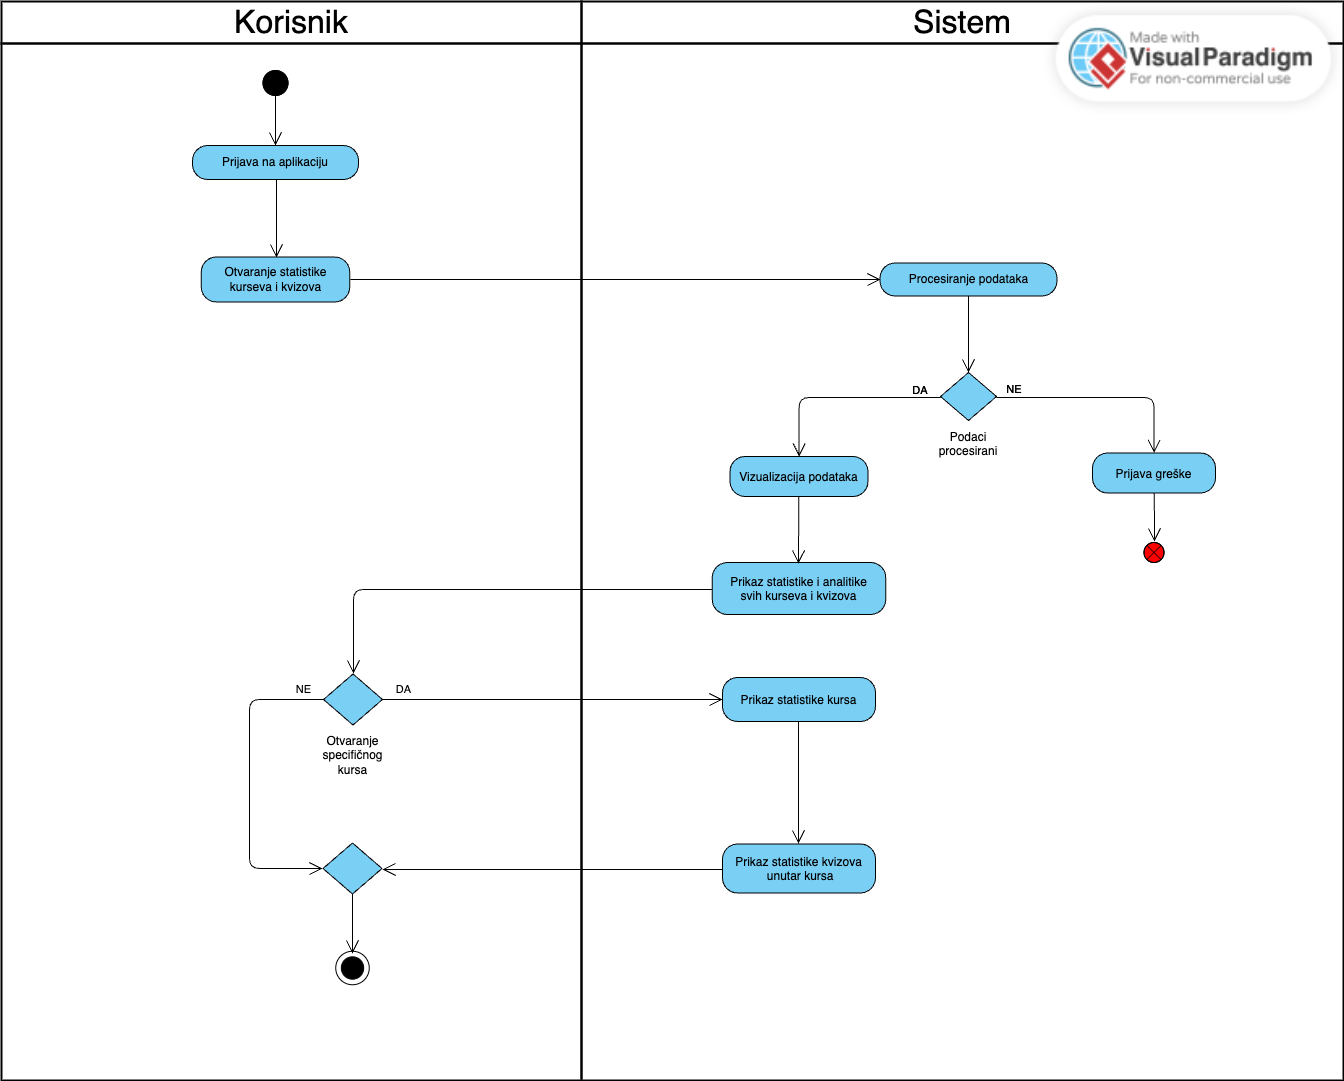 Korisnik
Sistem
Made with
Visual Paradigm
For non-commercial use
Prijava na aplikaciju
Otvaranje statistike
kurseva i kvizova
Procesiranje podataka
DA
NE
Podaci
procesirani
Vizualizacija podataka
Prijava greške
Prikaz statistike i analitike
svih kurseva i kvizova
NE
DA
Otvaranje
specifičnog
kursa
Prikaz statistike kursa
Prikaz statistike kvizova
unutar kursa